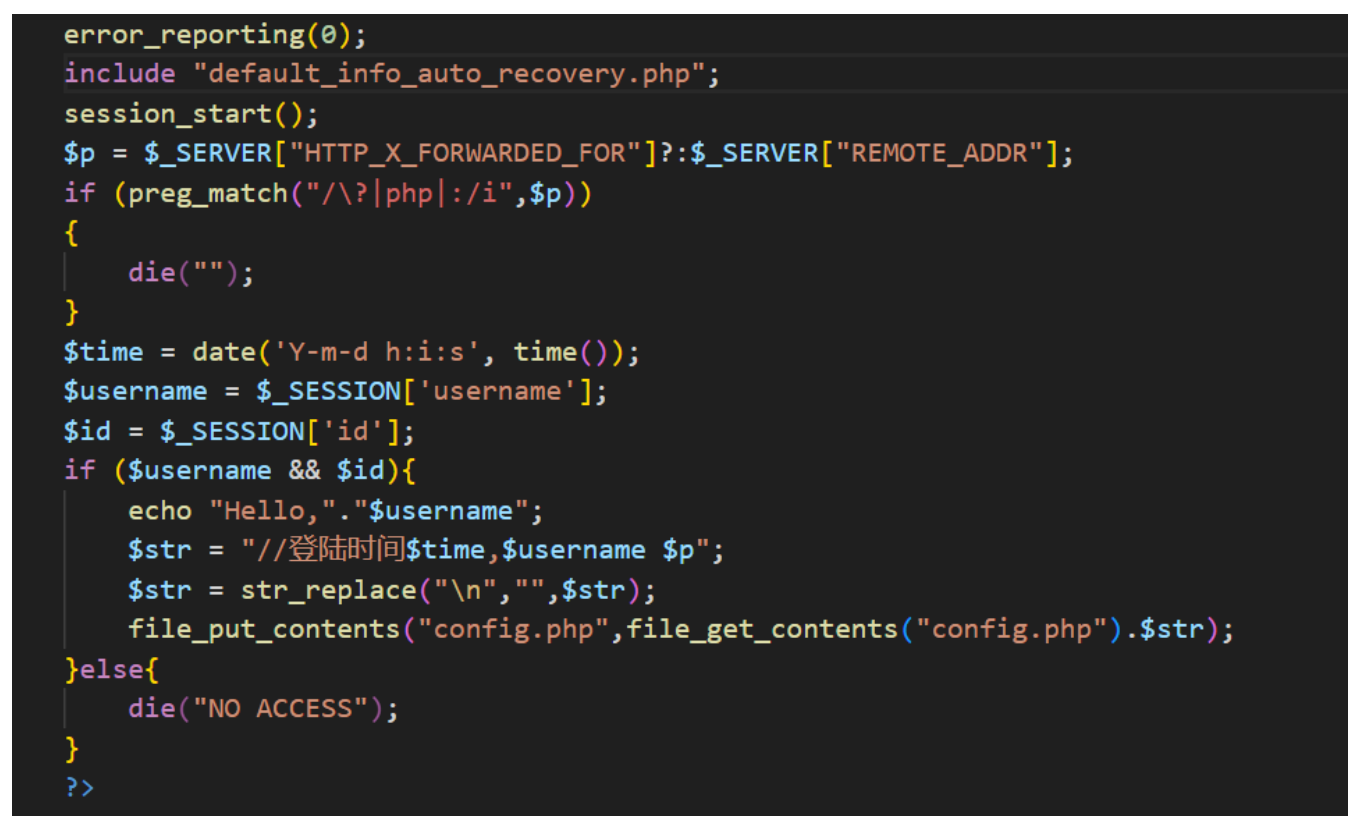 error_reporting(0);
include "default_info_auto_recovery.php";
session_start();
$p = $_SERVER["HTTP_X_FORWARDED_FOR"]?:$_SERVER["REMOTE_ADDR"];
if (preg_match("/\?|php|:/i",$p))
{
    die("");
}
$time = date('Y-m-d h:i:s', time());
$username = $_SESSION['username'];
$id = $_SESSION['id'];
if ($username && $id){
    echo "Hello,"."$username";
    $str = "//登陆时间$time,$username $p";
    $str = str_replace("\n","",$str);
    file_put_contents("config.php",file_get_contents("config.php").$str);
}else{
    die("NO ACCESS");
}
?>